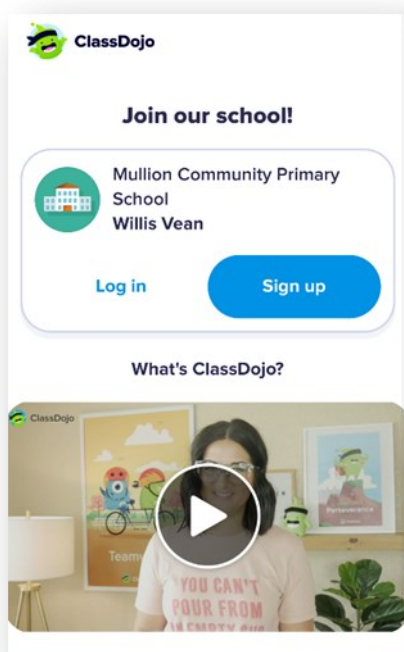 ClassDojo
Join our school!
Mullion Community Primary
School
Willis Vean
Log in
Sign up
What's ClassDojo?
ClassDojo
Perseverance
YOU CAN'T
POUR FROM